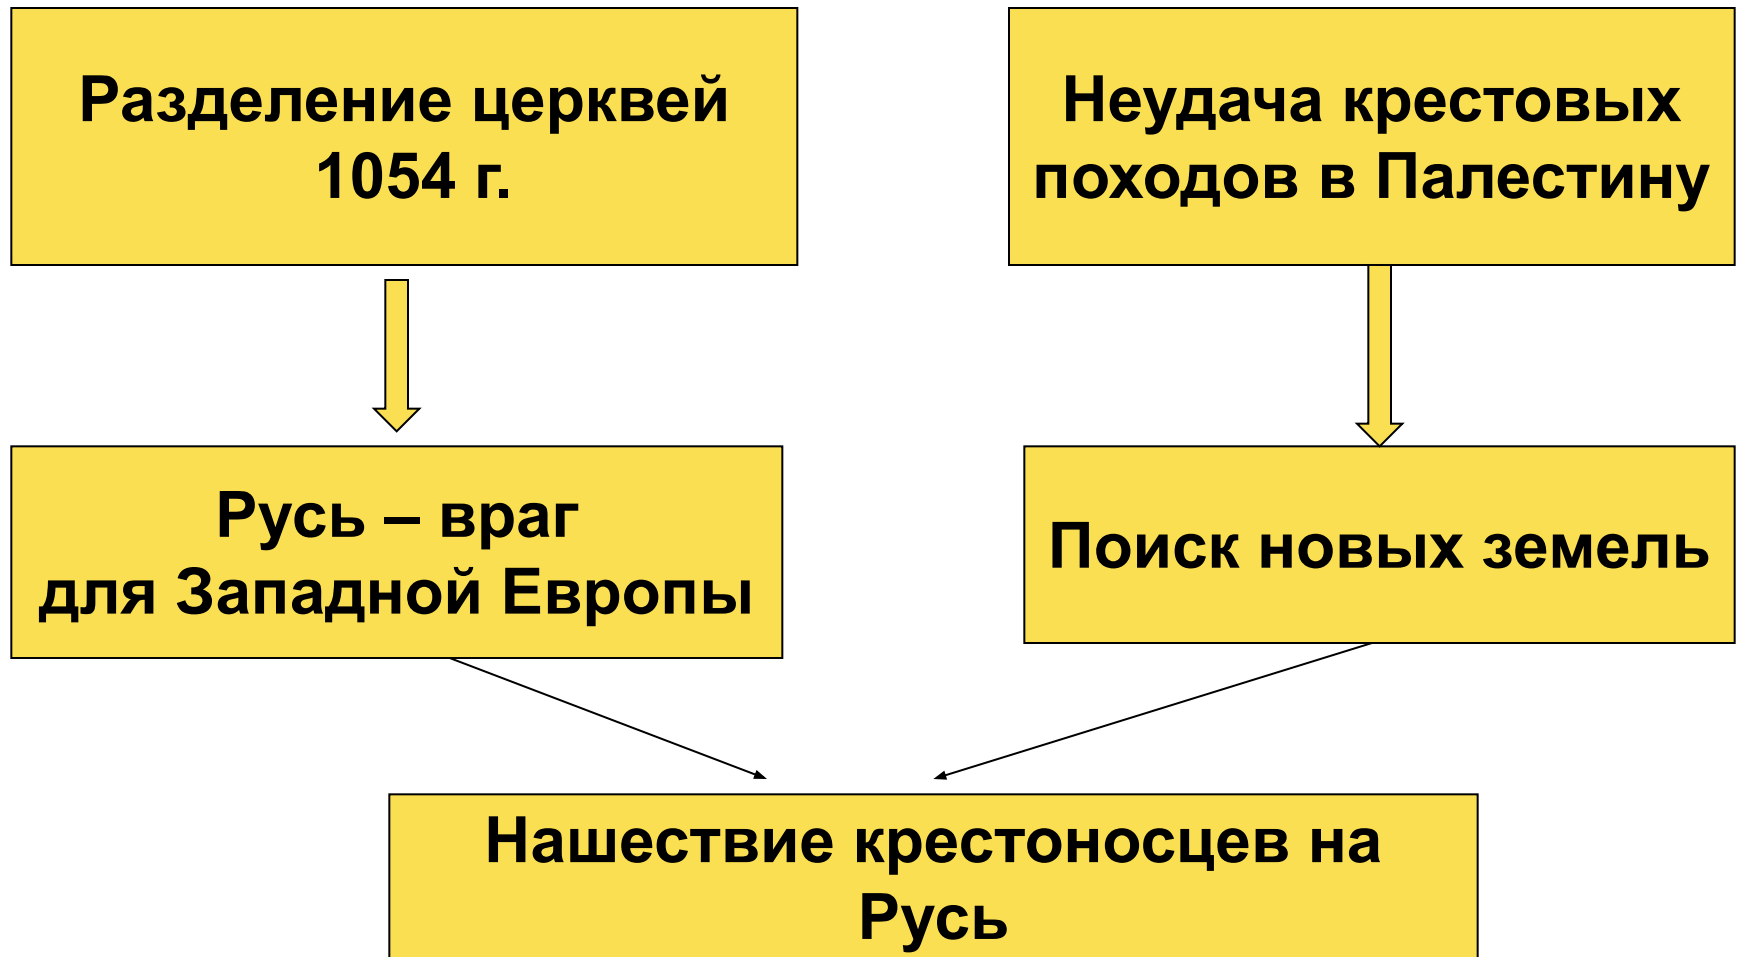 Разделение церквей
1054 г.
Неудача крестовых
походов в Палестину
Русь – враг
для Западной Европы
Поиск новых земель
Нашествие крестоносцев на
Русь